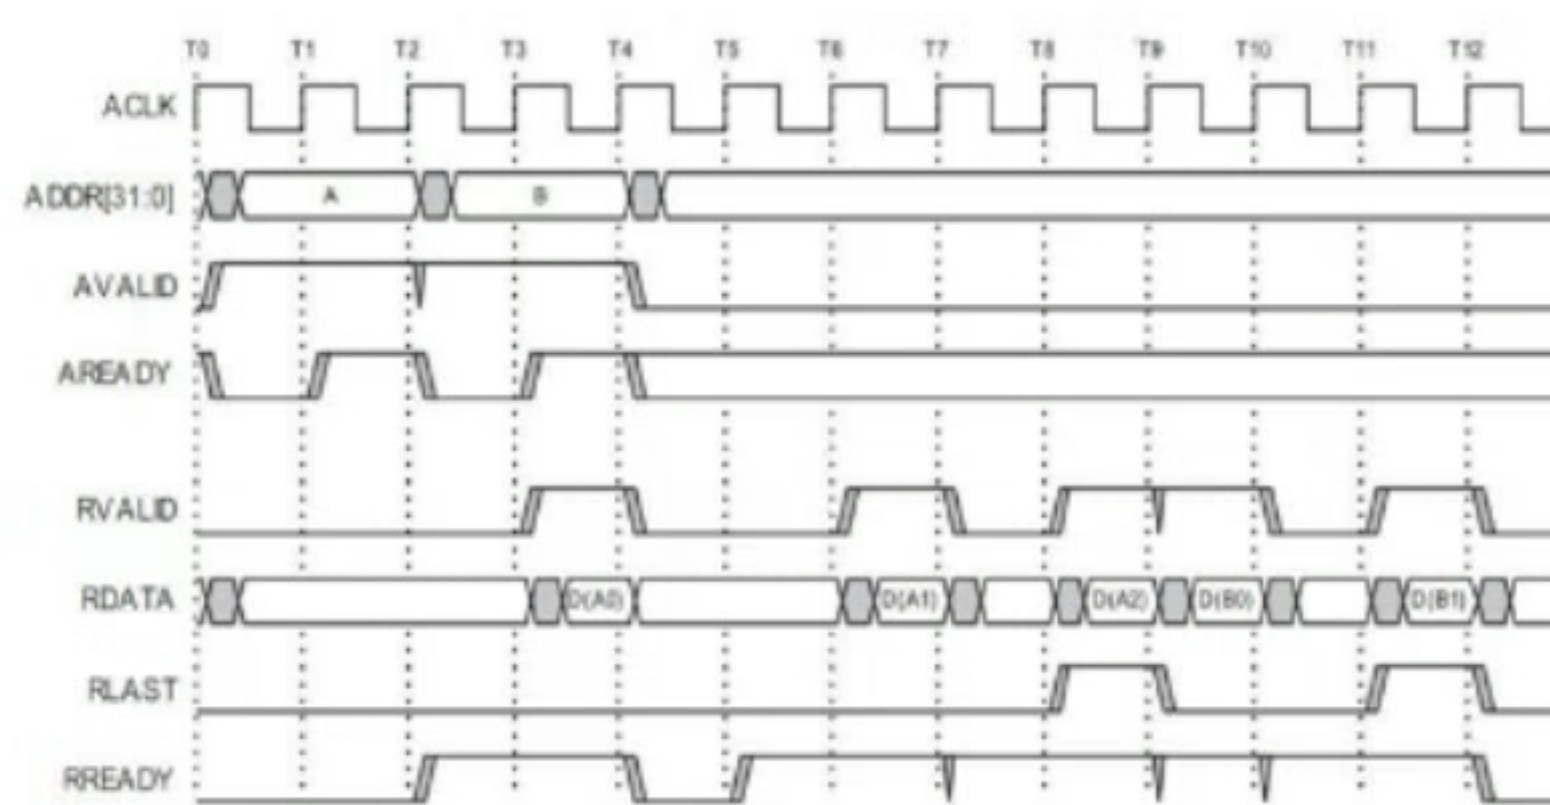 T0 T1 T2 T3 T4 T5 T6 T7 T8 T9 T10 T11 T12
ACLK
ADDR[31:0] A B
AVALID
AREADY
RVALID
RDATA D(A0) D(A1) D(A2) D(B0) D(B1)
RLAST
RREADY